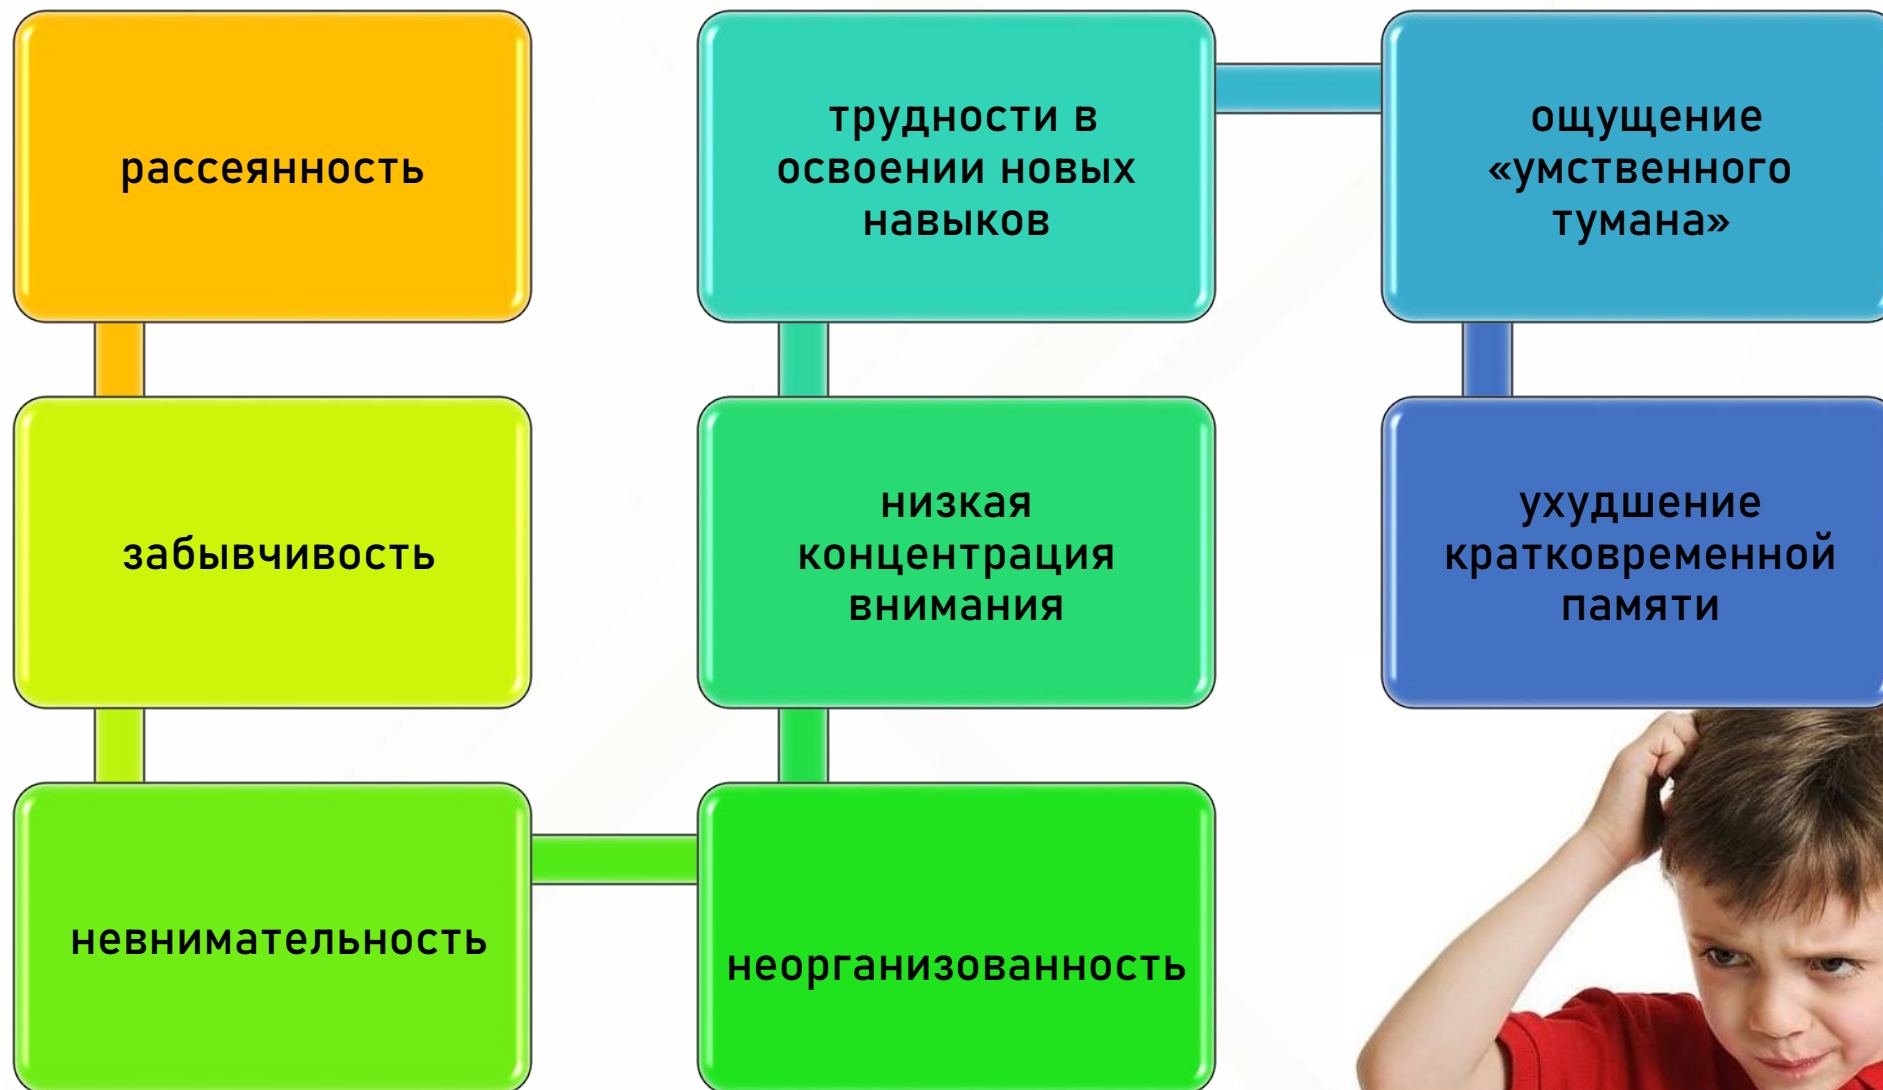 рассеянность
забывчивость
невнимательность
неорганизованность
низкая
концентрация
внимания
трудности в
освоении новых
навыков
ощущение
«умственного
тумана»
ухудшение
кратковременной
памяти